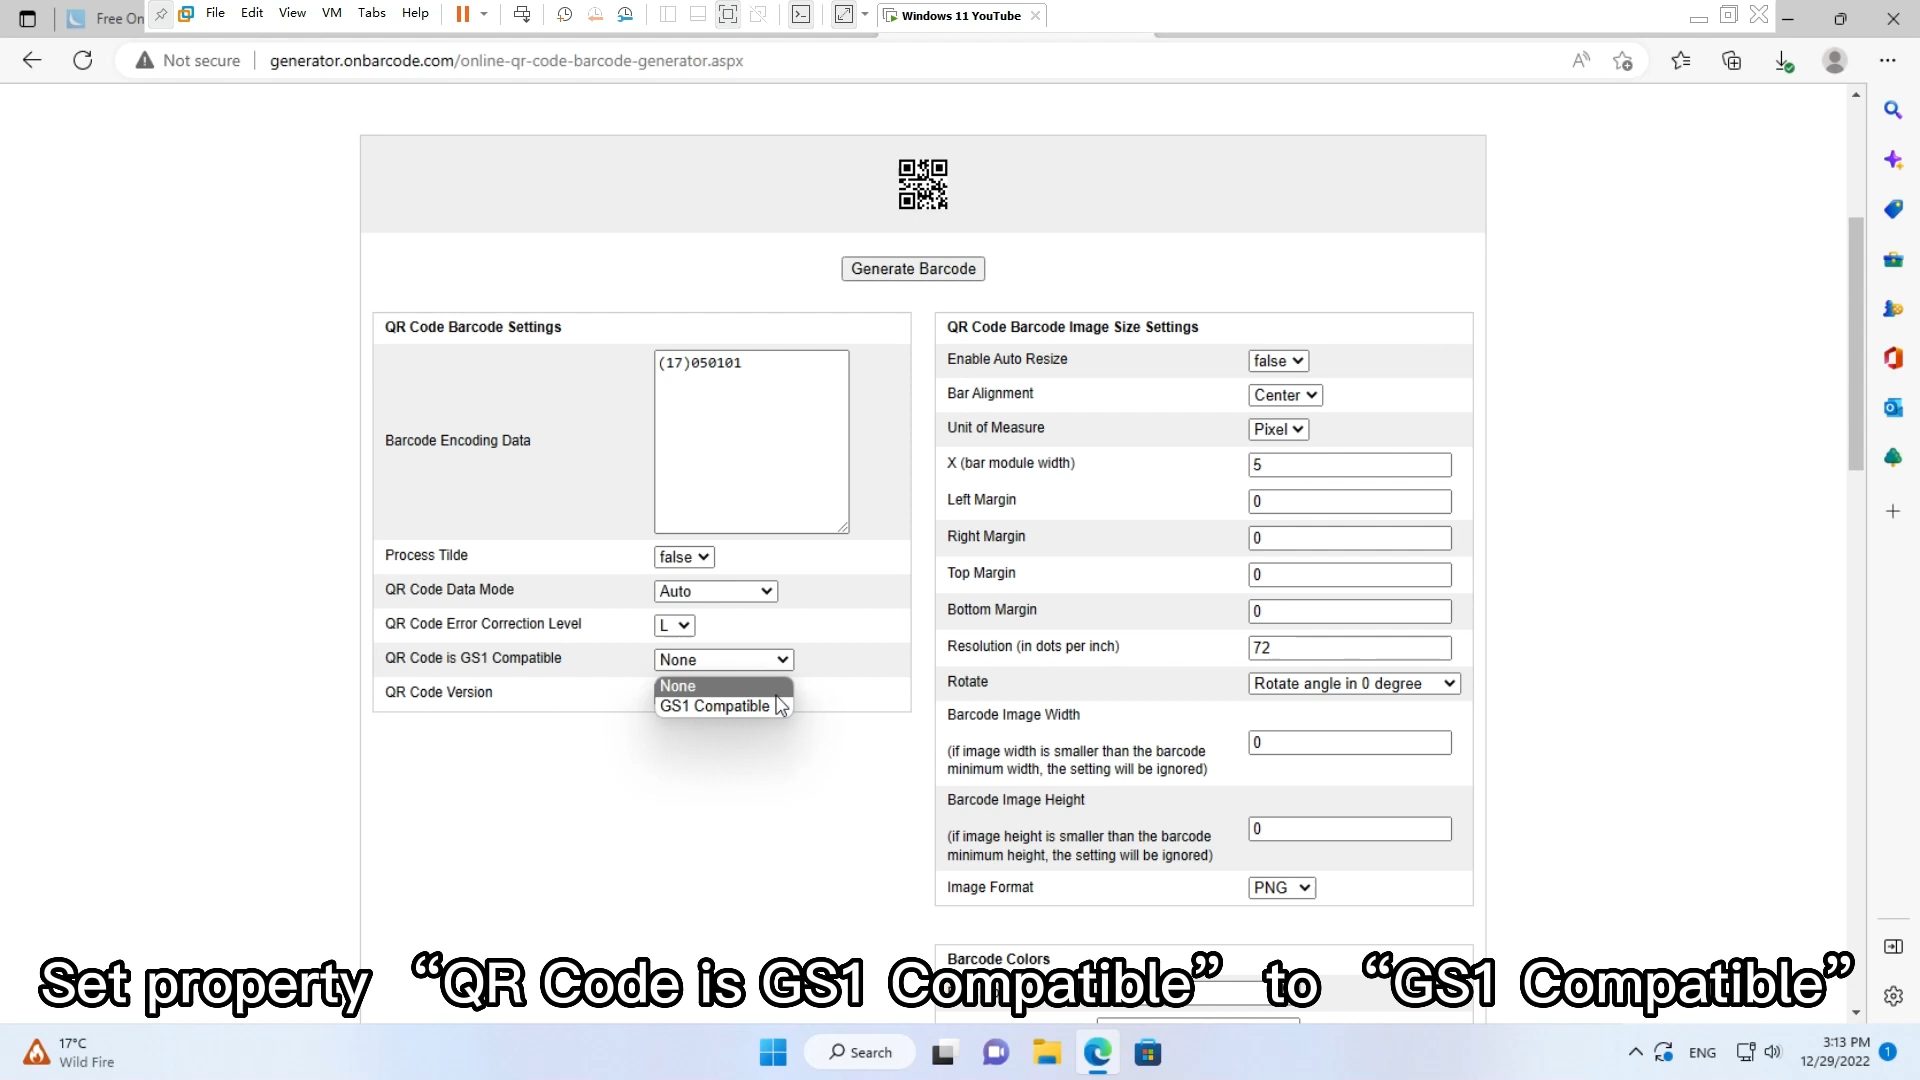 File Edit View VM Tabs Help
Windows 11 YouTube
Free On
Not secure
generator.onbarcode.com/online-qr-code-barcode-generator.aspx
Generate Barcode
QR Code Barcode Settings
Barcode Encoding Data
(17)050101
Process Tilde
false
QR Code Data Mode
Auto
QR Code Error Correction Level
L
QR Code is GS1 Compatible
None
QR Code Version
None
GS1 Compatible
QR Code Barcode Image Size Settings
Enable Auto Resize
false
Bar Alignment
Center
Unit of Measure
Pixel
X (bar module width)
5
Left Margin
0
Right Margin
0
Top Margin
0
Bottom Margin
0
Resolution (in dots per inch)
72
Rotate
Rotate angle in 0 degree
Barcode Image Width
(if image width is smaller than the barcode
minimum width, the setting will be ignored)
0
Barcode Image Height
(if image height is smaller than the barcode
minimum height, the setting will be ignored)
0
Image Format
PNG
Barcode Colors
Set property “QR Code is GS1 Compatible” to “GS1 Compatible”
17°C
Wild Fire
Search
ENG
3:13 PM
12/29/2022
1